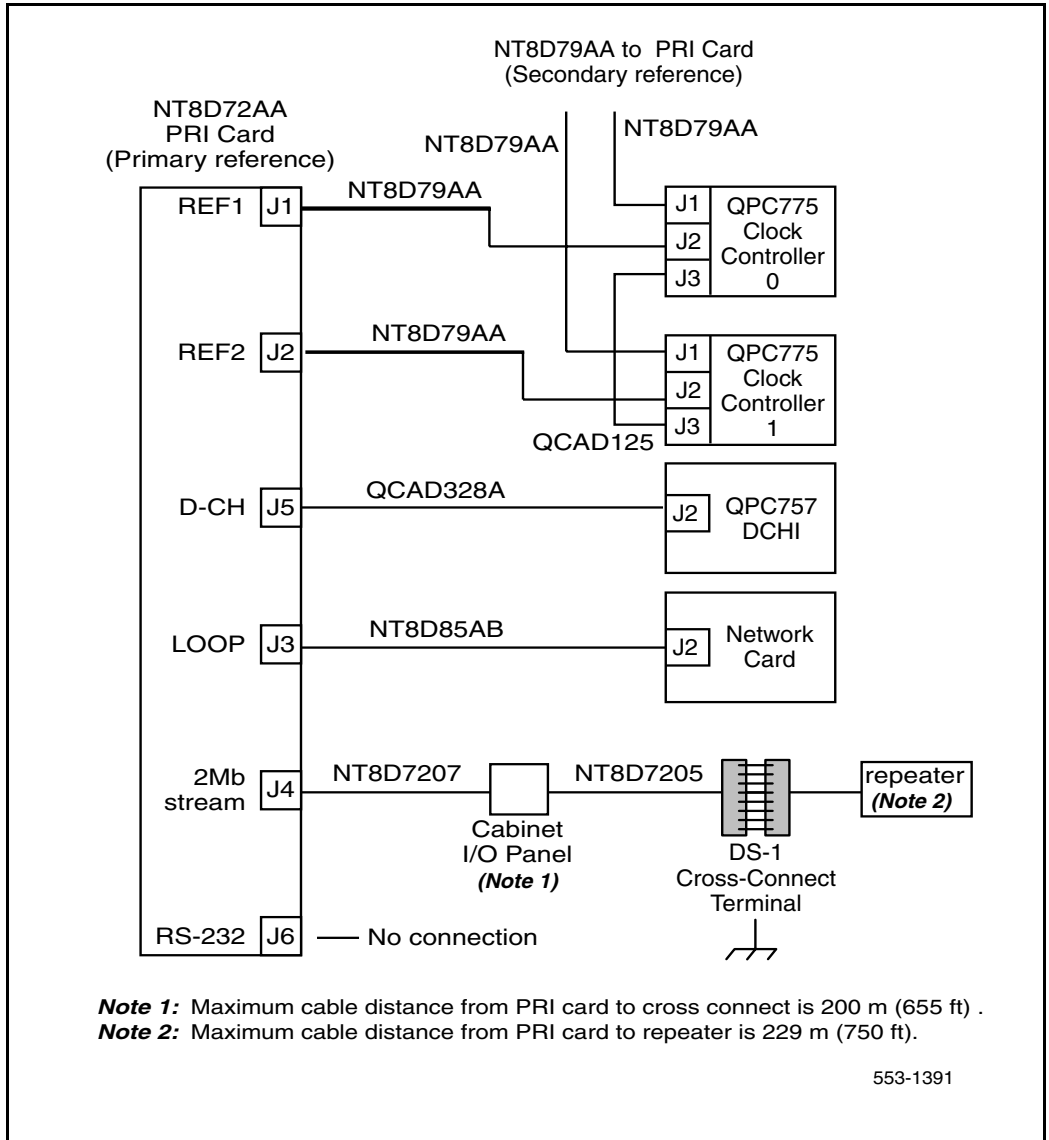 NT8D79AA to PRI Card
(Secondary reference)
NT8D72AA
PRI Card
(Primary reference)
NT8D79AA
NT8D79AA
NT8D79AA
REF1 J1
J1 QPC775
J2 Clock
Controller
J3 0
NT8D79AA
REF2 J2
J1 QPC775
J2 Clock
Controller
J3 1
QCAD125
D-CH J5
QCAD328A
J2 QPC757
DCHI
LOOP J3
NT8D85AB
J2 Network
Card
2Mb
stream J4
NT8D7207
NT8D7205
repeater
(Note 2)
Cabinet
I/O Panel
(Note 1)
DS-1
Cross-Connect
Terminal
RS-232 J6 No connection
Note 1: Maximum cable distance from PRI card to cross connect is 200 m (655 ft) .
Note 2: Maximum cable distance from PRI card to repeater is 229 m (750 ft).
553-1391